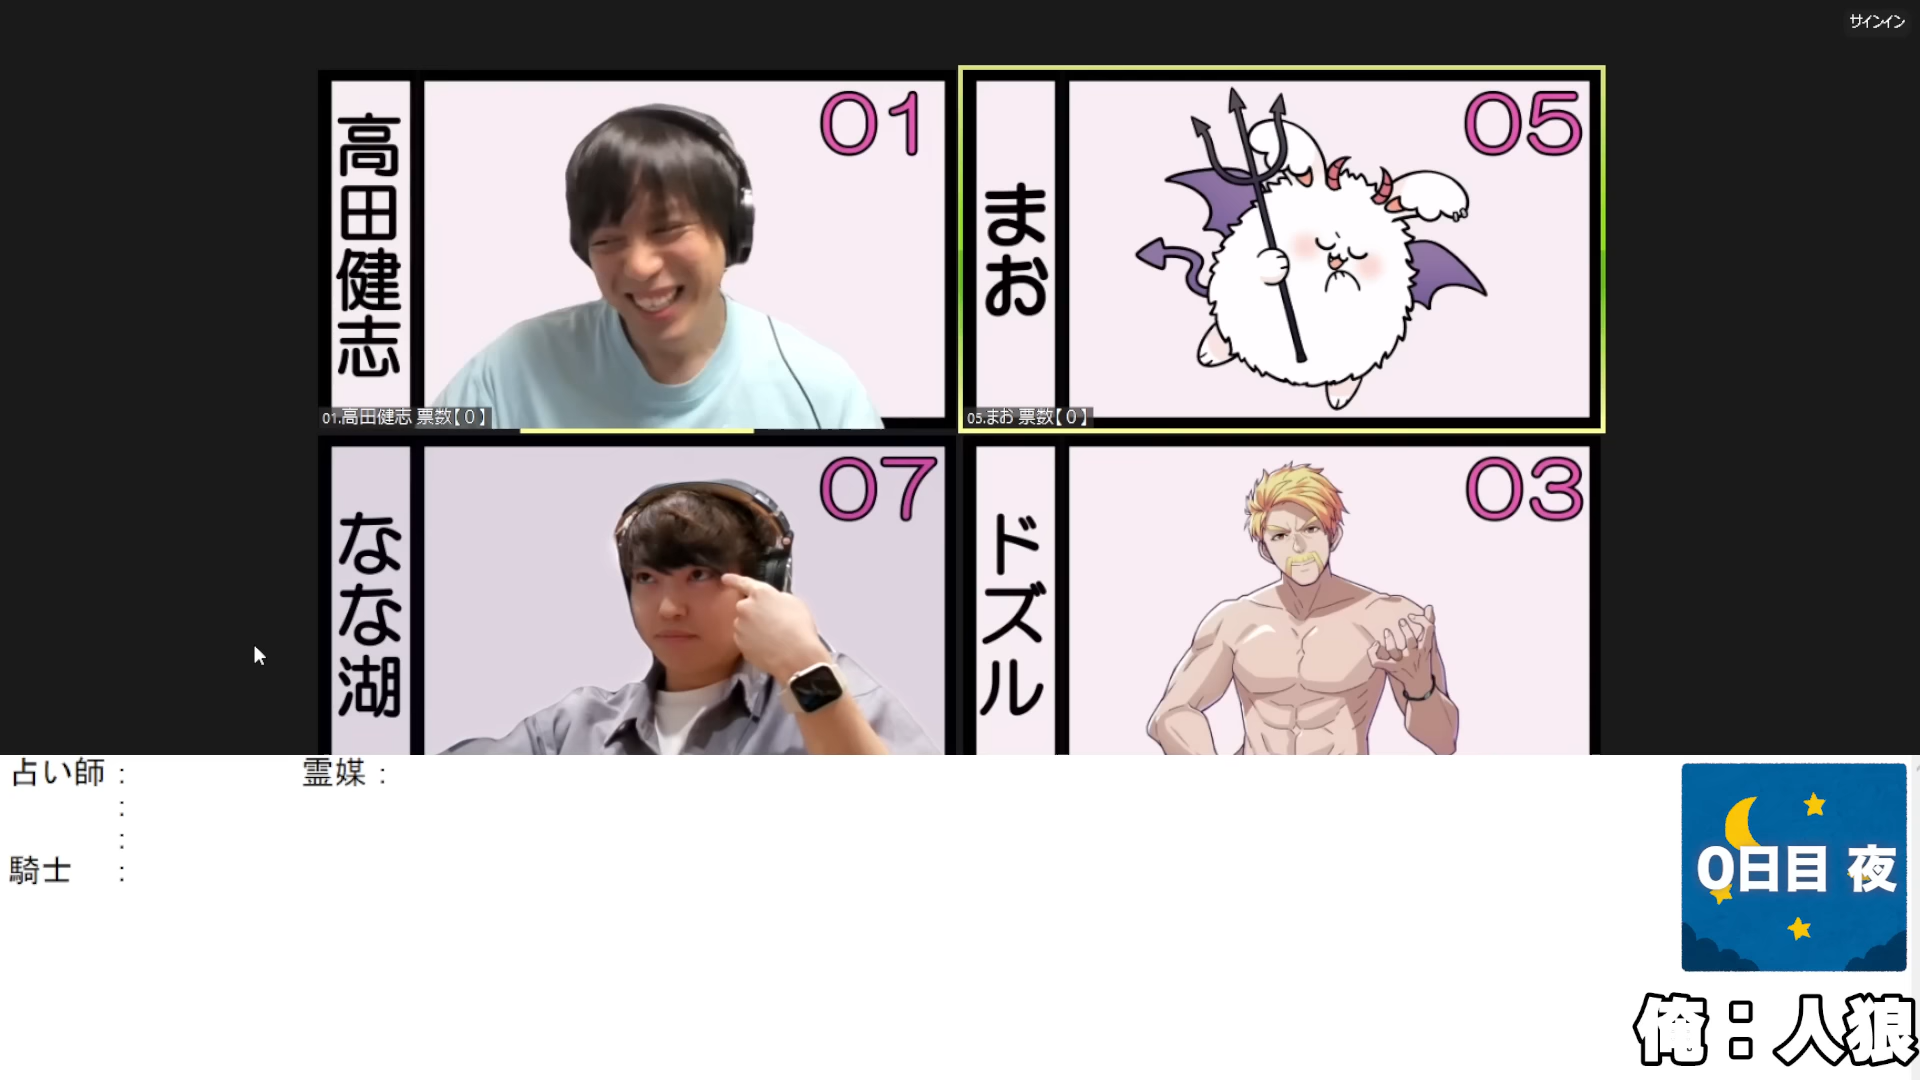 サインイン
高田健志
01
01.高田健志 票数【0】
まお
05
05.まお 票数【0】
なな湖
07
ドズル
03
占い師：
：
：
霊媒：
騎士：
0日目 夜
俺：人狼